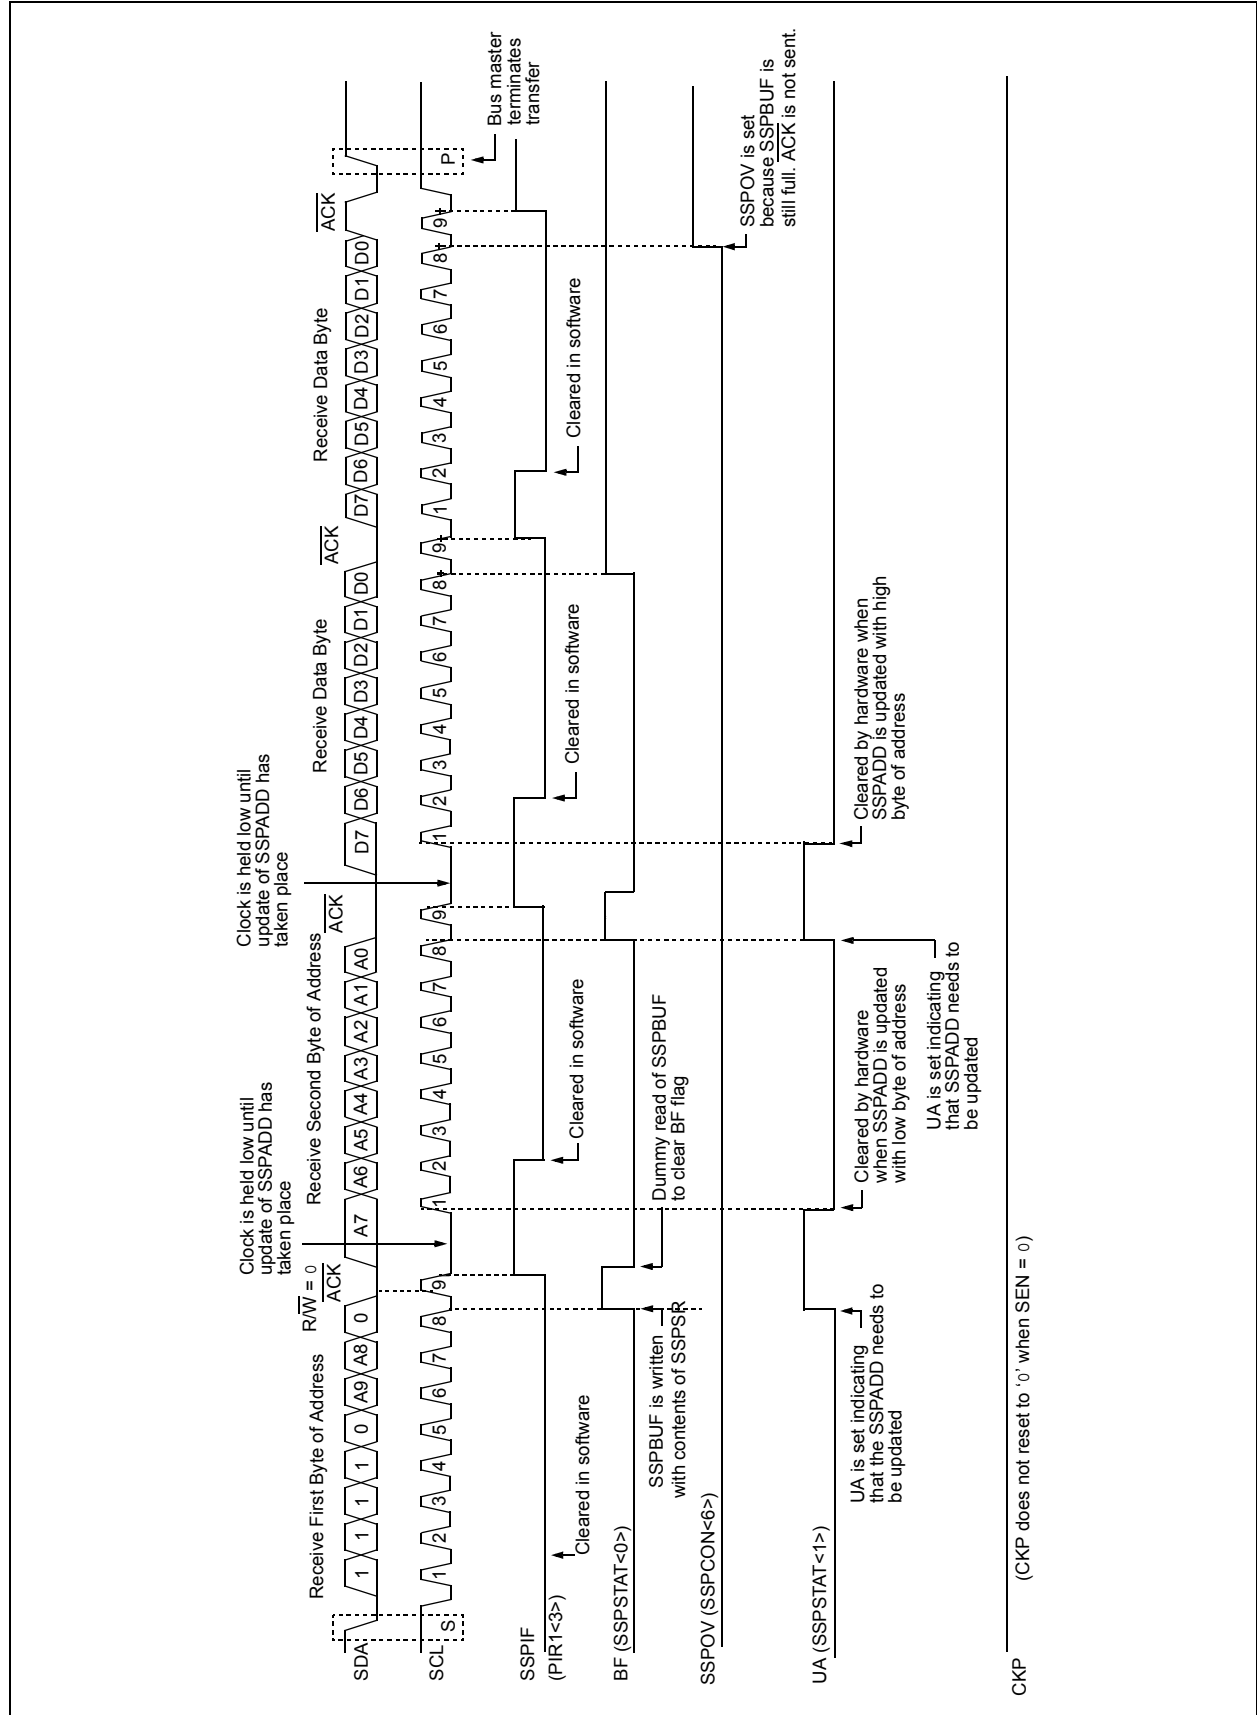 Receive First Byte of Address
R/W = 0
ACK
Clock is held low until
update of SSPADD has
taken place
Receive Second Byte of Address
ACK
Clock is held low until
update of SSPADD has
taken place
Receive Data Byte
ACK
Receive Data Byte
ACK
SDA
1 1 1 1 0 A9 A8 0 A7 A6 A5 A4 A3 A2 A1 A0 D7 D6 D5 D4 D3 D2 D1 D0 D7 D6 D5 D4 D3 D2 D1 D0
SCL
S 1 2 3 4 5 6 7 8 9 1 2 3 4 5 6 7 8 9 1 2 3 4 5 6 7 8 9 1 2 3 4 5 6 7 8 9 P
Bus master
terminates
transfer
SSPIF
(PIR1<3>)
Cleared in software
Cleared in software
Cleared in software
Cleared in software
BF (SSPSTAT<0>)
SSPBUF is written
with contents of SSPSR
Dummy read of SSPBUF
to clear BF flag
SSPOV (SSPCON<6>)
SSPOV is set
because SSPBUF is
still full. ACK is not sent.
UA (SSPSTAT<1>)
UA is set indicating
that the SSPADD needs to
be updated
Cleared by hardware
when SSPADD is updated
with low byte of address
UA is set indicating
that SSPADD needs to
be updated
Cleared by hardware when
SSPADD is updated with high
byte of address
CKP
(CKP does not reset to ‘0’ when SEN = 0)